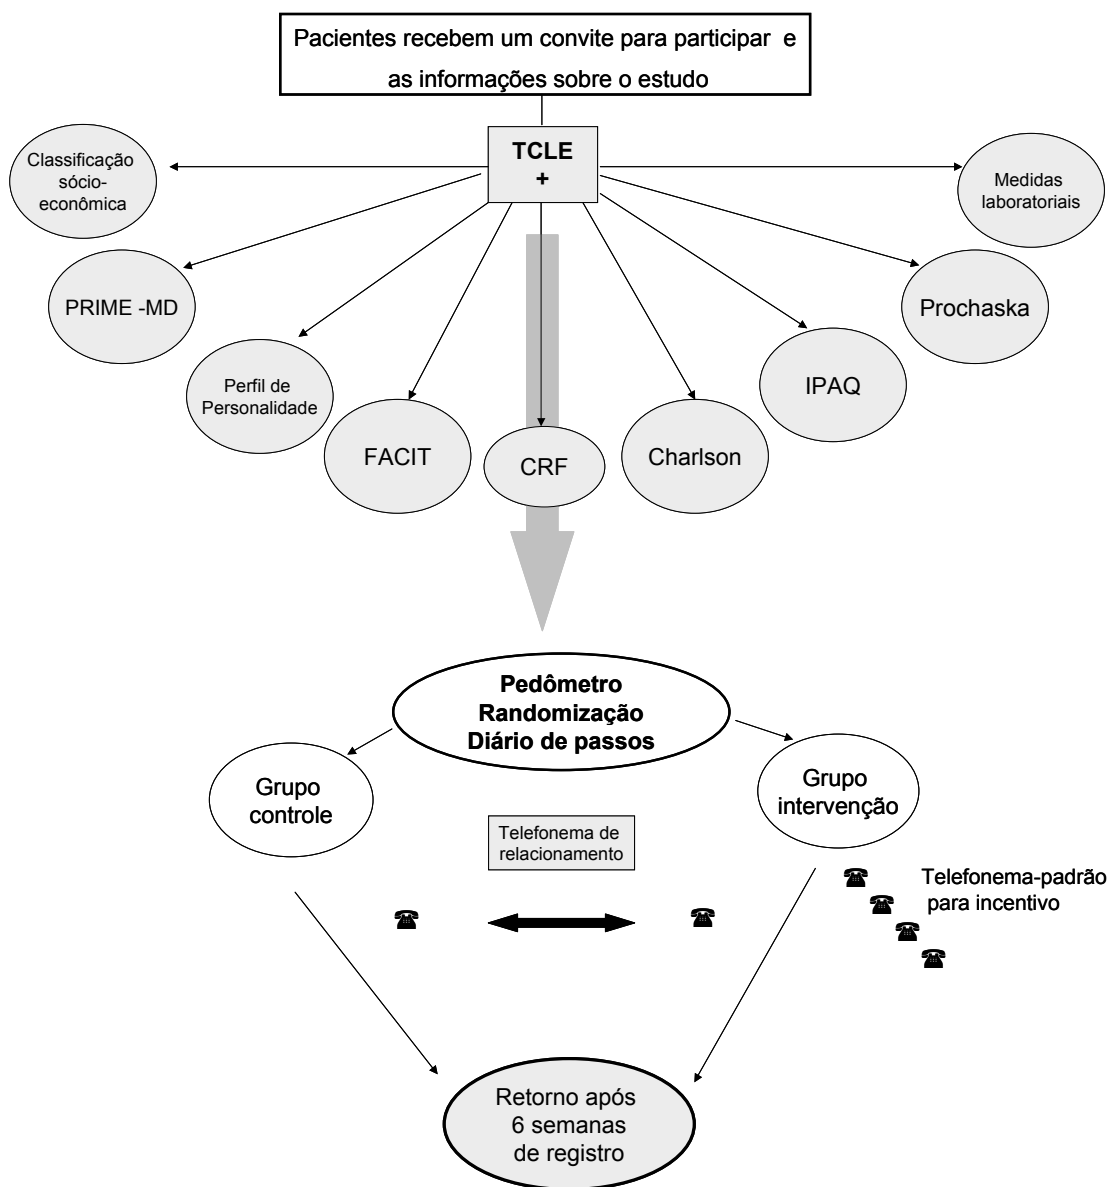 Pacientes recebem um convite para participar e
as informações sobre o estudo
TCLE
+
Classificação
sócio-
econômica
Medidas
laboratoriais
PRIME -MD
Prochaska
Perfil de
Personalidade
IPAQ
FACIT
CRF
Charlson
Pedômetro
Randomização
Diário de passos
Grupo
controle
Grupo
intervenção
Telefonema de
relacionamento
Telefonema-padrão
para incentivo
Retorno após
6 semanas
de registro